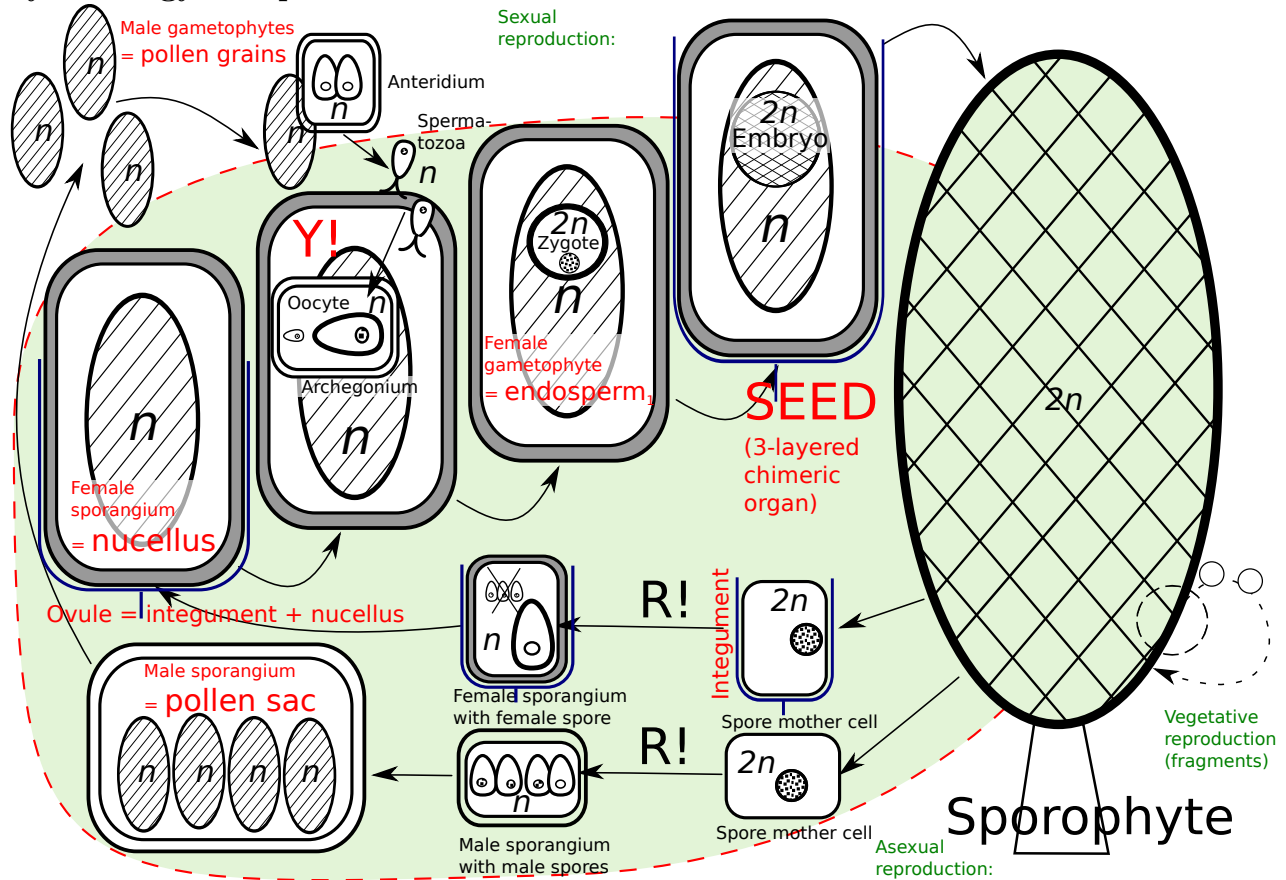 Male gametophytes
= pollen grains
Sexual
reproduction:
n
n
n
n
n
Anteridium
Sperma-
tozoa
n
2n
Embryo
n
Y!
2n
Zygote
n
Oocyte
n
Archegonium
n
Female
gametophyte
= endosperm₁
SEED
(3-layered
chimeric
organ)
2n
n
Female
sporangium
= nucellus
Ovule = integument + nucellus
n
Female sporangium
with female spore
R!
Integument
2n
Spore mother cell
Male sporangium
= pollen sac
n
n
n
n
n
Male sporangium
with male spores
R!
2n
Spore mother cell
Vegetative
reproduction
(fragments)
Sporophyte
Asexual
reproduction: